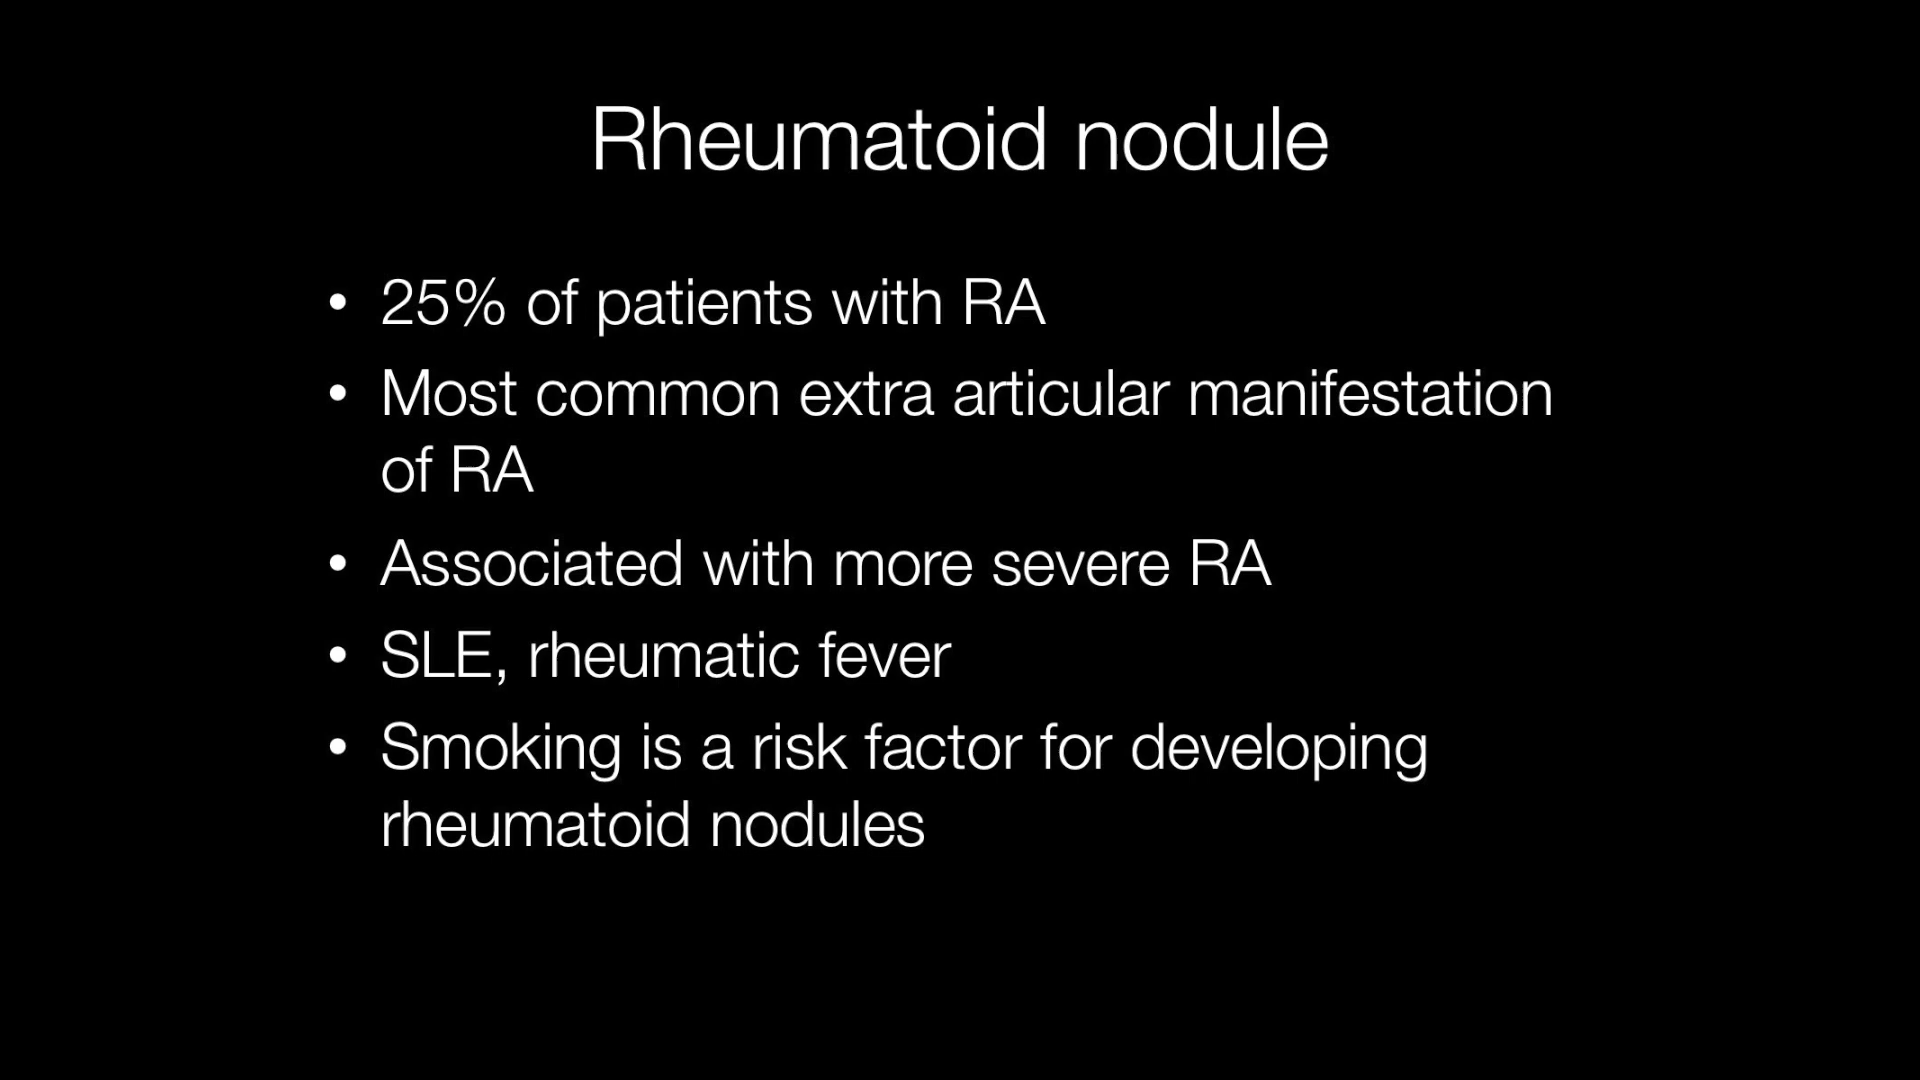 Rheumatoid nodule
• 25% of patients with RA
• Most common extra articular manifestation
of RA
• Associated with more severe RA
• SLE, rheumatic fever
• Smoking is a risk factor for developing
rheumatoid nodules